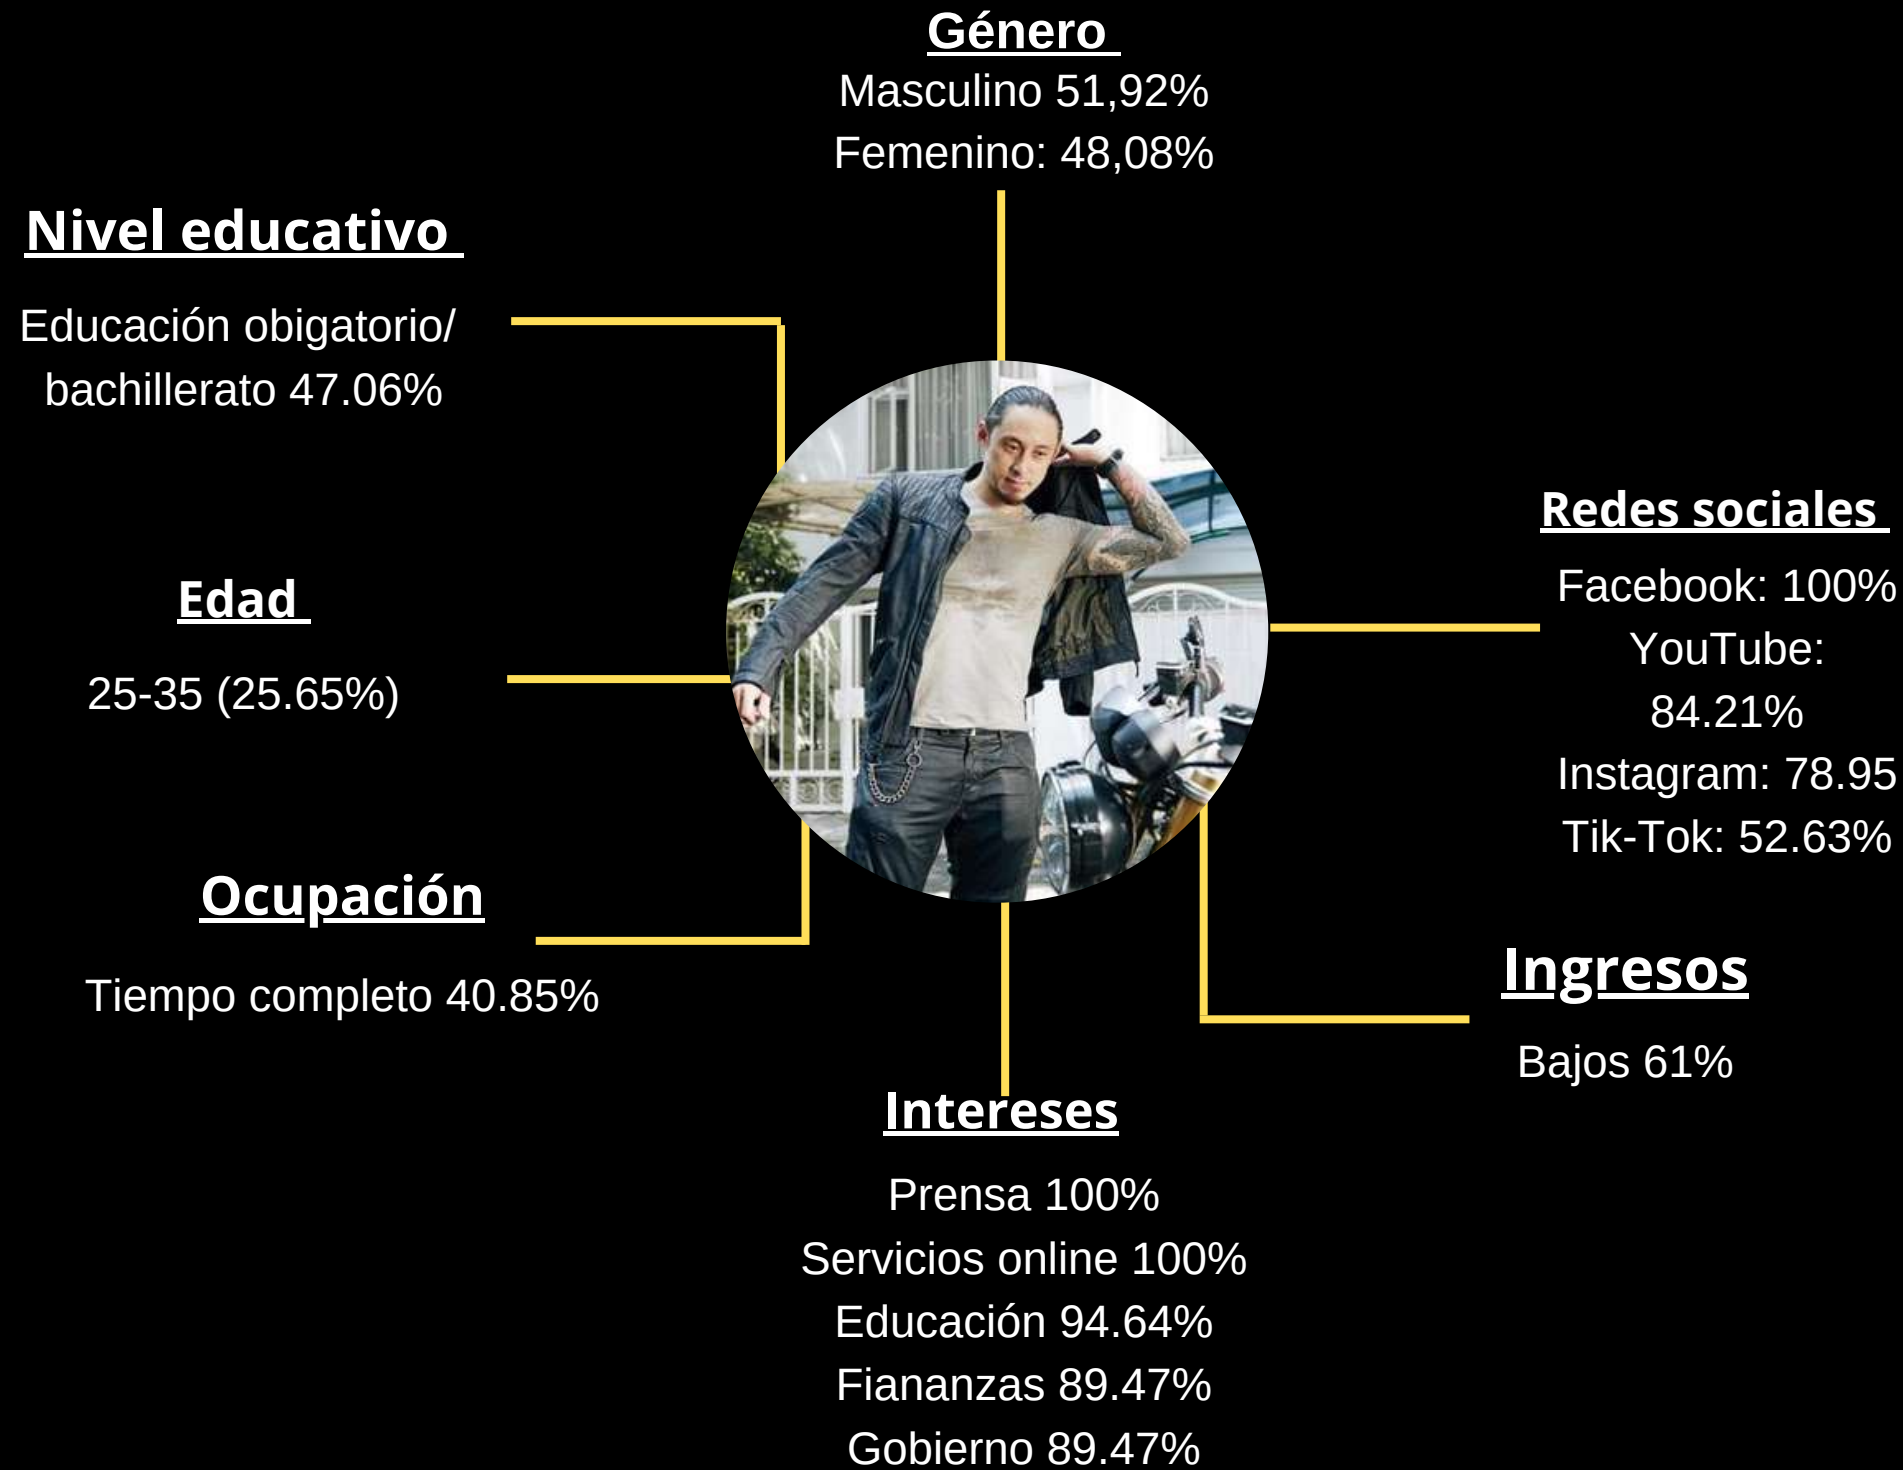 Género
Masculino 51,92%
Femenino: 48,08%
Nivel educativo
Educación obigatorio/
bachillerato 47.06%
Edad
25-35 (25.65%)
Ocupación
Tiempo completo 40.85%
Redes sociales
Facebook: 100%
YouTube:
84.21%
Instagram: 78.95
Tik-Tok: 52.63%
Ingresos
Bajos 61%
Intereses
Prensa 100%
Servicios online 100%
Educación 94.64%
Fiananzas 89.47%
Gobierno 89.47%